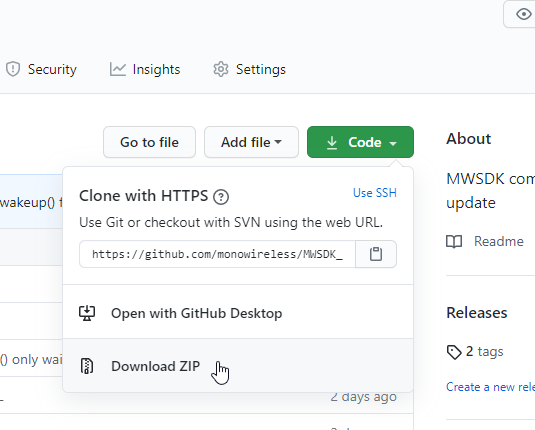 Security
Insights
Settings
Go to file
Add file
Code
About
Clone with HTTPS
Use SSH
MWSDK com
wakeup() f
Use Git or checkout with SVN using the web URL.
update
https://github.com/monowireless/MWSDK_
Readme
Open with GitHub Desktop
Releases
() only wai
Download ZIP
2 tags
Create a new rele
2 days ago